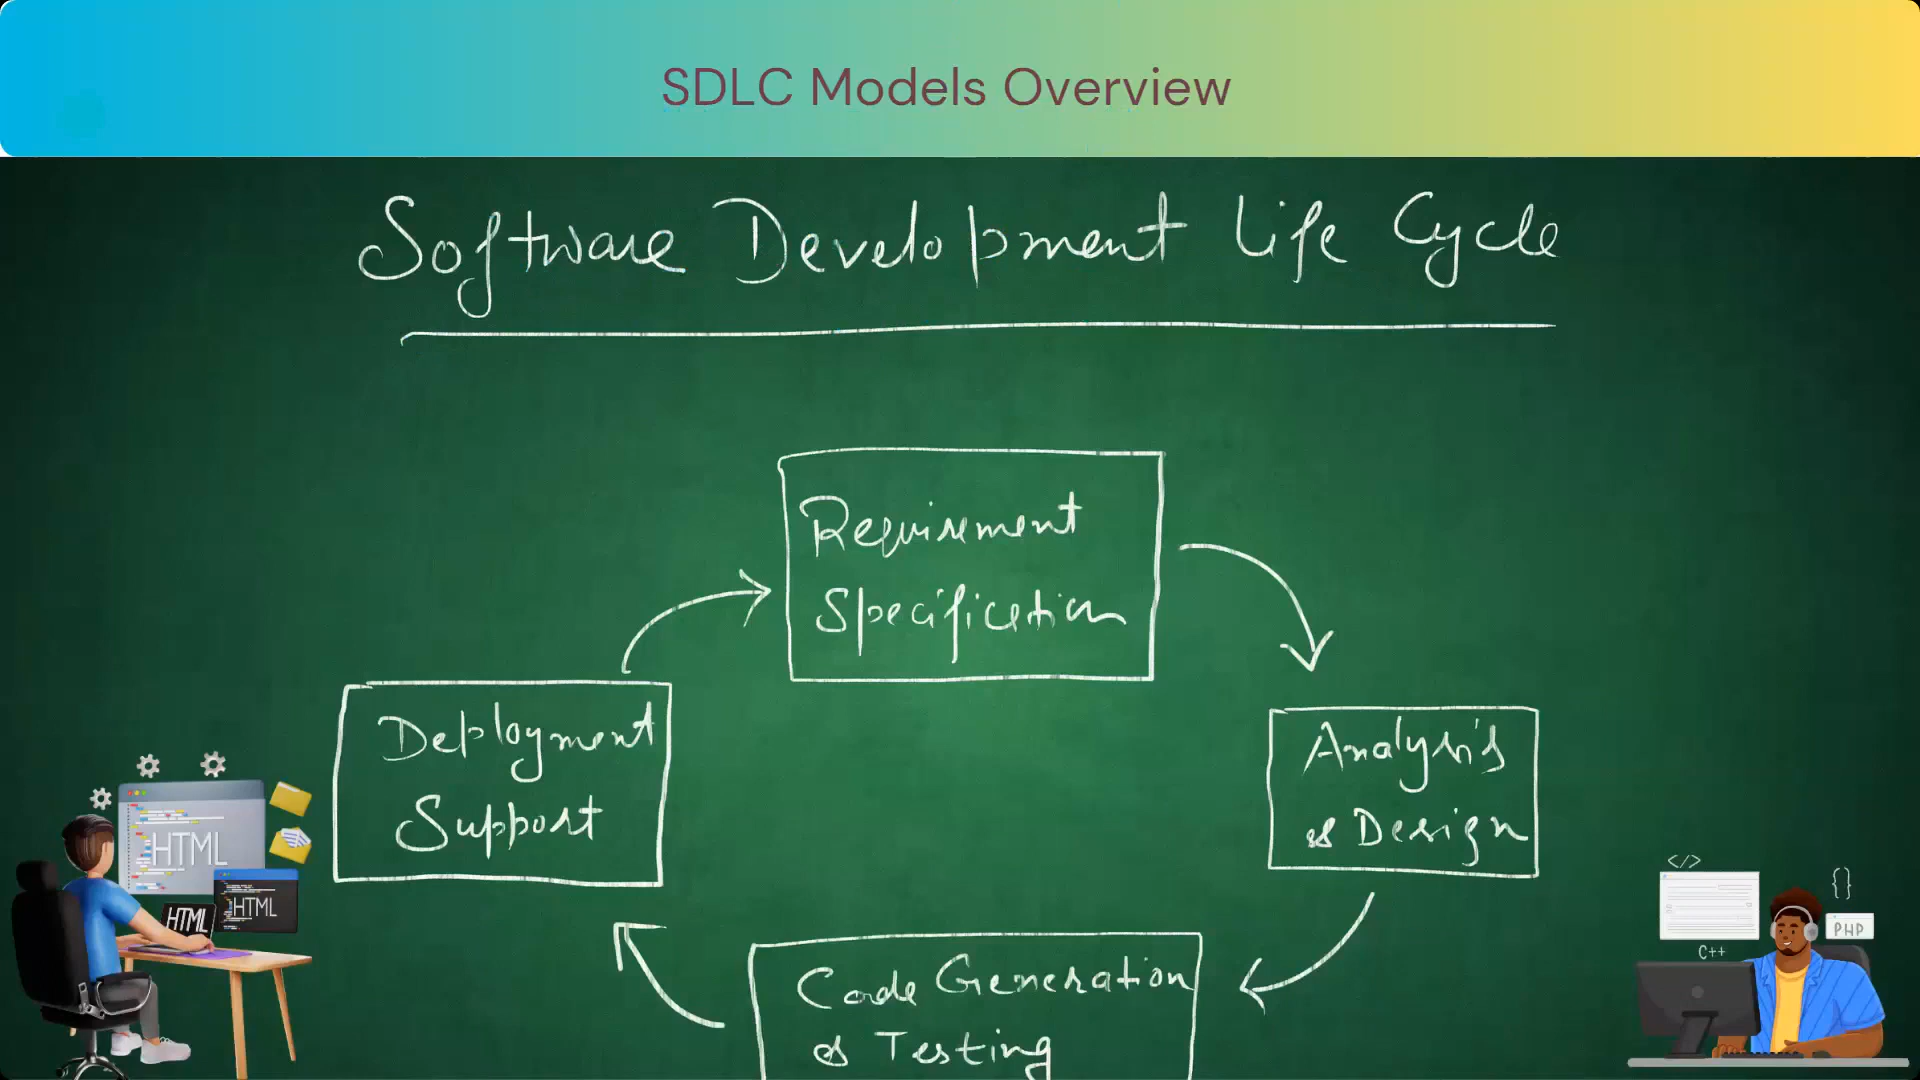 SDLC Models Overview
Software Development Life Cycle
Requirement
Specification
Deployment
Support
Analysis
& Design
Code Generation
& Testing
HTML
HTML
HTML
</>
{}
PHP
C++